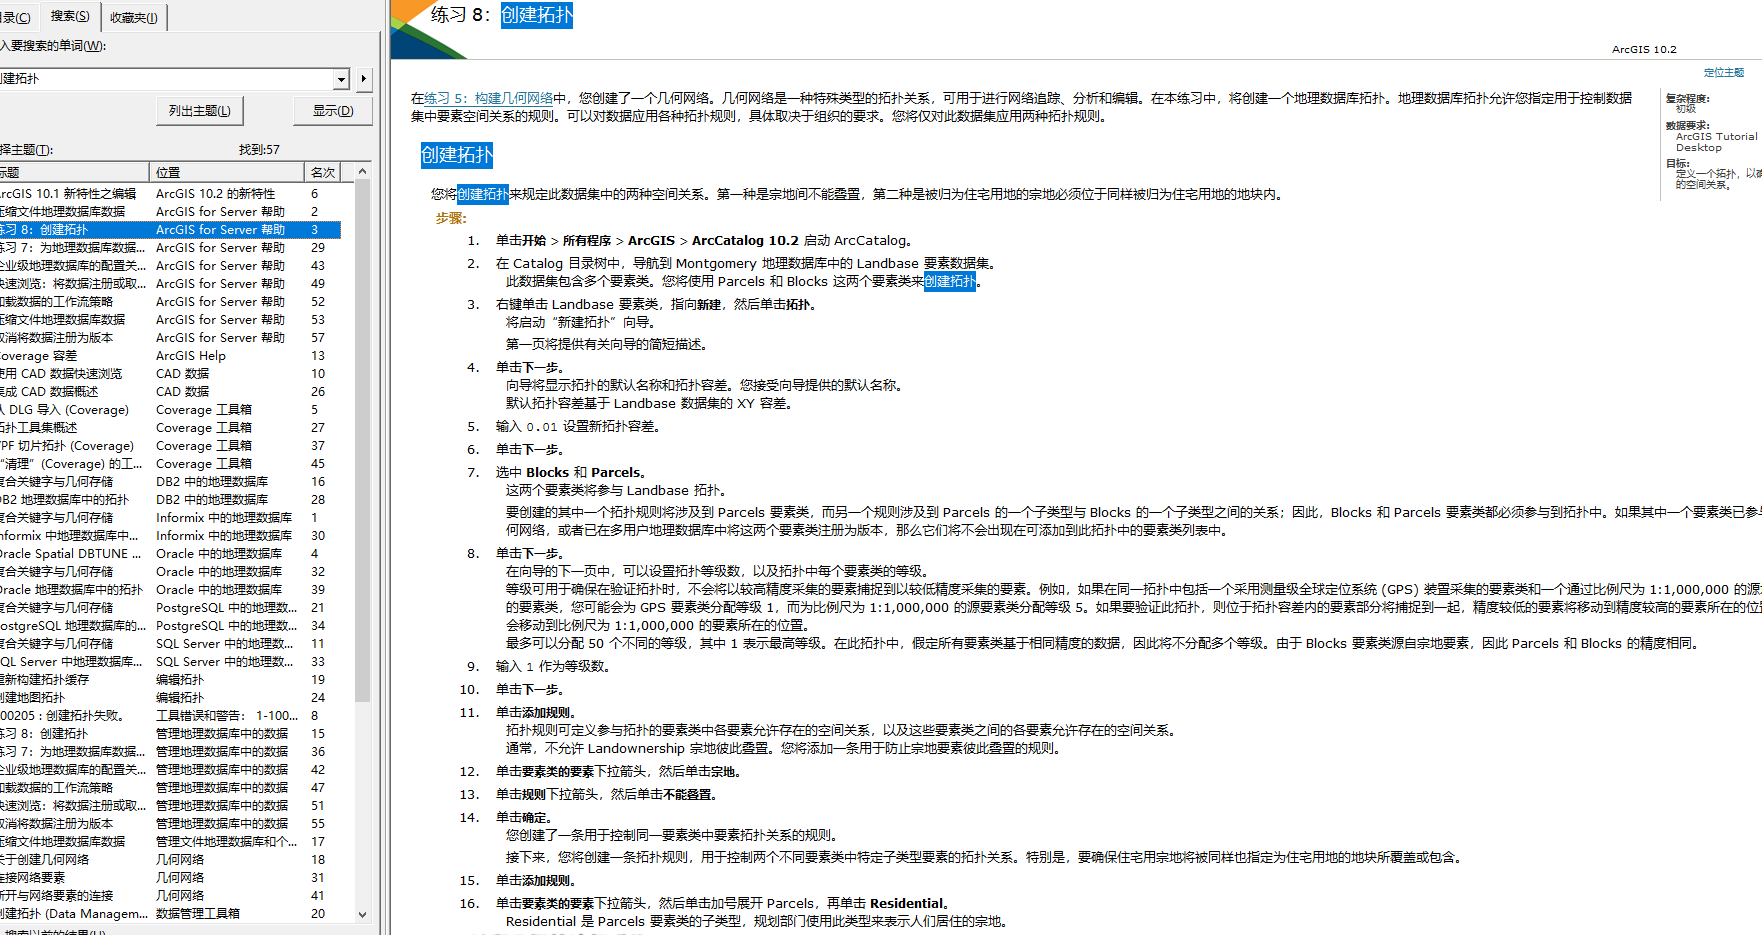 录(C)
搜索(S)
收藏夹(I)
入要搜索的单词(W):
建拓扑
列出主题(L)
显示(D)
择主题(T):
找到:57
标题 位置 名次
rcGIS 10.1 新特性之编辑 ArcGIS 10.2 的新特性 6
压缩文件地理数据库数据 ArcGIS for Server 帮助 2
练习 8：创建拓扑 ArcGIS for Server 帮助 3
练习 7：为地理数据库数据... ArcGIS for Server 帮助 29
企业级地理数据库的配置关... ArcGIS for Server 帮助 43
快速浏览：将数据注册或取... ArcGIS for Server 帮助 49
加载数据的工作流策略 ArcGIS for Server 帮助 52
压缩文件地理数据库数据 ArcGIS for Server 帮助 53
取消将数据注册为版本 ArcGIS for Server 帮助 57
overage 容差 ArcGIS Help 13
使用 CAD 数据快速浏览 CAD 数据 10
集成 CAD 数据概述 CAD 数据 26
从 DLG 导入 (Coverage) Coverage 工具箱 5
拓扑工具集概述 Coverage 工具箱 27
VPF 切片拓扑 (Coverage) Coverage 工具箱 37
“清理”(Coverage) 的工... Coverage 工具箱 45
复合关键字与几何存储 DB2 中的地理数据库 16
DB2 地理数据库中的拓扑 DB2 中的地理数据库 28
复合关键字与几何存储 Informix 中的地理数据库 1
nformix 中地理数据库中... Informix 中的地理数据库 30
Oracle Spatial DBTUNE ... Oracle 中的地理数据库 4
复合关键字与几何存储 Oracle 中的地理数据库 32
Oracle 地理数据库中的拓扑 Oracle 中的地理数据库 39
复合关键字与几何存储 PostgreSQL 中的地理数... 21
PostgreSQL 地理数据库的... PostgreSQL 中的地理数... 34
复合关键字与几何存储 SQL Server 中的地理数... 11
SQL Server 中地理数据库... SQL Server 中的地理数... 33
重新构建拓扑缓存 编辑拓扑 19
创建地图拓扑 编辑拓扑 24
00205 : 创建拓扑失败。 工具错误和警告： 1-100... 8
练习 8：创建拓扑 管理地理数据库中的数据 15
练习 7：为地理数据库数据... 管理地理数据库中的数据 36
企业级地理数据库的配置关... 管理地理数据库中的数据 42
加载数据的工作流策略 管理地理数据库中的数据 47
快速浏览：将数据注册或取... 管理地理数据库中的数据 51
取消将数据注册为版本 管理地理数据库中的数据 55
压缩文件地理数据库数据 管理文件地理数据库和个... 17
关于创建几何网络 几何网络 18
连接网络要素 几何网络 31
断开与网络要素的连接 几何网络 41
创建拓扑 (Data Managem... 数据管理工具箱 20
搜索以前的结果(U)
练习 8：创建拓扑
ArcGIS 10.2
定位主题
在练习 5：构建几何网络中，您创建了一个几何网络。几何网络是一种特殊类型的拓扑关系，可用于进行网络追踪、分析和编辑。在本练习中，将创建一个地理数据库拓扑。地理数据库拓扑允许您指定用于控制数据
集中要素空间关系的规则。可以对数据应用各种拓扑规则，具体取决于组织的要求。您将仅对此数据集应用两种拓扑规则。
复杂程度:
初级
数据要求:
ArcGIS Tutorial
Desktop
目标:
定义一个拓扑，以确
的空间关系。
创建拓扑
您将创建拓扑来规定此数据集中的两种空间关系。第一种是宗地间不能叠置，第二种是被归为住宅用地的宗地必须位于同样被归为住宅用地的地块内。
步骤:
1. 单击开始 > 所有程序 > ArcGIS > ArcCatalog 10.2 启动 ArcCatalog。
2. 在 Catalog 目录树中，导航到 Montgomery 地理数据库中的 Landbase 要素数据集。
此数据集包含多个要素类。您将使用 Parcels 和 Blocks 这两个要素类来创建拓扑。
3. 右键单击 Landbase 要素类，指向新建，然后单击拓扑。
将启动“新建拓扑”向导。
第一页将提供有关向导的简短描述。
4. 单击下一步。
向导将显示拓扑的默认名称和拓扑容差。您接受向导提供的默认名称。
默认拓扑容差基于 Landbase 数据集的 XY 容差。
5. 输入 0.01 设置新拓扑容差。
6. 单击下一步。
7. 选中 Blocks 和 Parcels。
这两个要素类将参与 Landbase 拓扑。
要创建的其中一个拓扑规则将涉及到 Parcels 要素类，而另一个规则涉及到 Parcels 的一个子类型与 Blocks 的一个子类型之间的关系；因此，Blocks 和 Parcels 要素类都必须参与到拓扑中。如果其中一个要素类已参与
何网络，或者已在多用户地理数据库中将这两个要素类注册为版本，那么它们将不会出现在可添加到此拓扑中的要素类列表中。
8. 单击下一步。
在向导的下一页中，可以设置拓扑等级数，以及拓扑中每个要素类的等级。
等级可用于确保在验证拓扑时，不会将以较高精度采集的要素捕捉到以较低精度采集的要素。例如，如果在同一拓扑中包括一个采用测量级全球定位系统 (GPS) 装置采集的要素类和一个通过比例尺为 1:1,000,000 的源
的要素类，您可能会为 GPS 要素类分配等级 1，而为比例尺为 1:1,000,000 的源要素类分配等级 5。如果要验证此拓扑，则位于拓扑容差内的要素部分将捕捉到一起，精度较低的要素将移动到精度较高的要素所在的位
会移动到比例尺为 1:1,000,000 的要素所在的位置。
最多可以分配 50 个不同的等级，其中 1 表示最高等级。在此拓扑中，假定所有要素类基于相同精度的数据，因此将不分配多个等级。由于 Blocks 要素类源自宗地要素，因此 Parcels 和 Blocks 的精度相同。
9. 输入 1 作为等级数。
10. 单击下一步。
11. 单击添加规则。
拓扑规则可定义参与拓扑的要素类中各要素允许存在的空间关系，以及这些要素类之间的各要素允许存在的空间关系。
通常，不允许 Landownership 宗地彼此叠置。您将添加一条用于防止宗地要素彼此叠置的规则。
12. 单击要素类的要素下拉箭头，然后单击宗地。
13. 单击规则下拉箭头，然后单击不能叠置。
14. 单击确定。
您创建了一条用于控制同一要素类中要素拓扑关系的规则。
接下来，您将创建一条拓扑规则，用于控制两个不同要素类中特定子类型要素的拓扑关系。特别是，要确保住宅用宗地将被同样也指定为住宅用地的地块所覆盖或包含。
15. 单击添加规则。
16. 单击要素类的要素下拉箭头，然后单击加号展开 Parcels，再单击 Residential。
Residential 是 Parcels 要素类的子类型，规划部门使用此类型来表示人们居住的宗地。